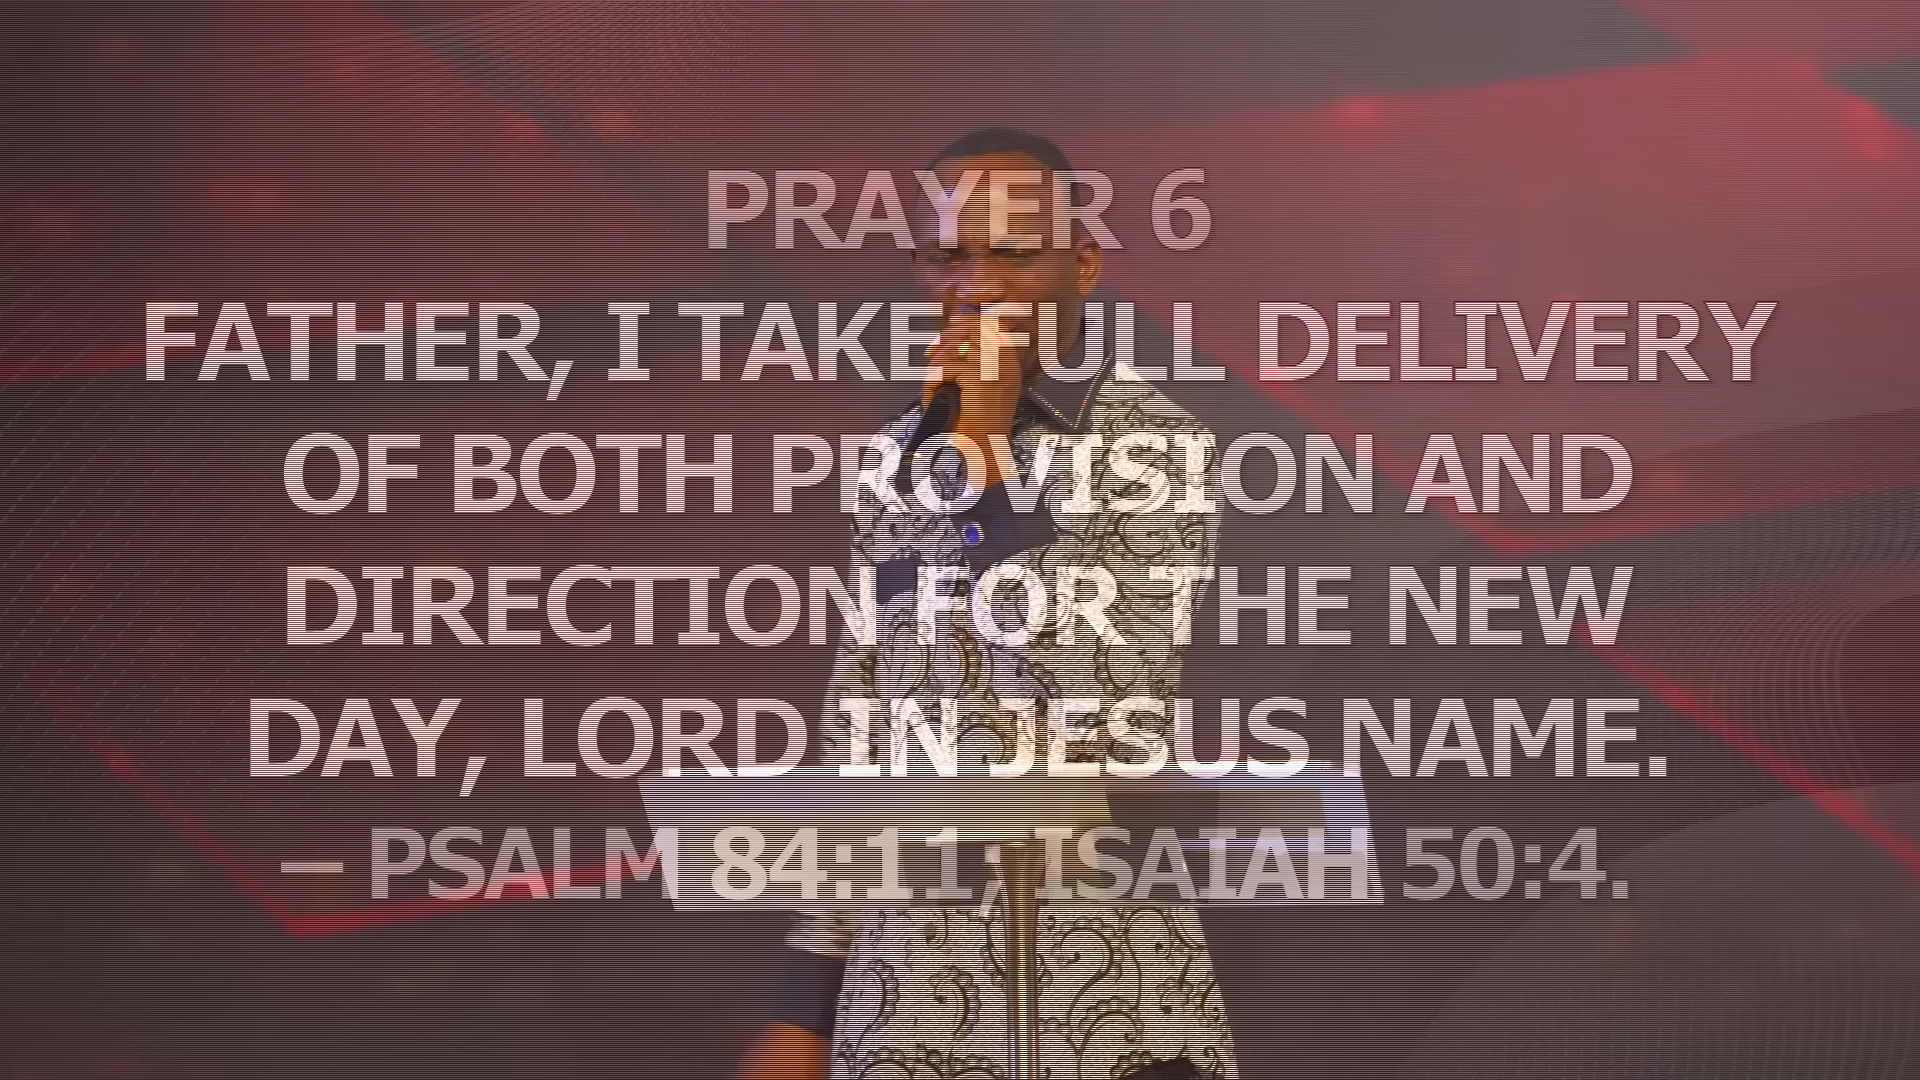 PRAYER 6
FATHER, I TAKE FULL DELIVERY
OF BOTH PROVISION AND
DIRECTION FOR THE NEW
DAY, LORD IN JESUS NAME.
– PSALM 84:11; ISAIAH 50:4.